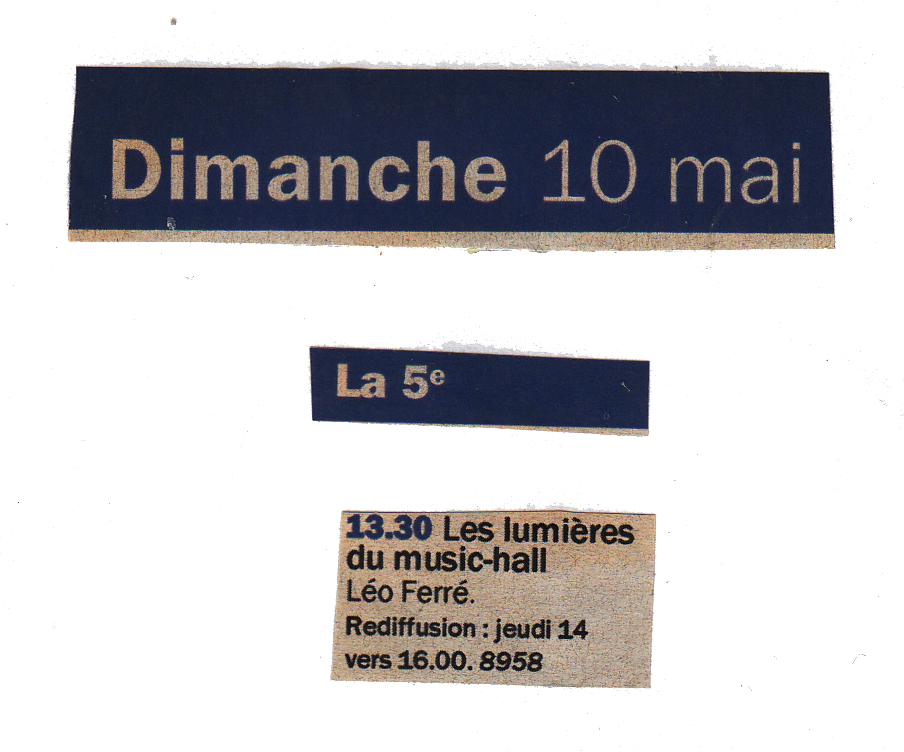 Dimanche 10 mai
La 5e
13.30 Les lumières
du music-hall
Léo Ferré.
Rediffusion : jeudi 14
vers 16.00. 8958